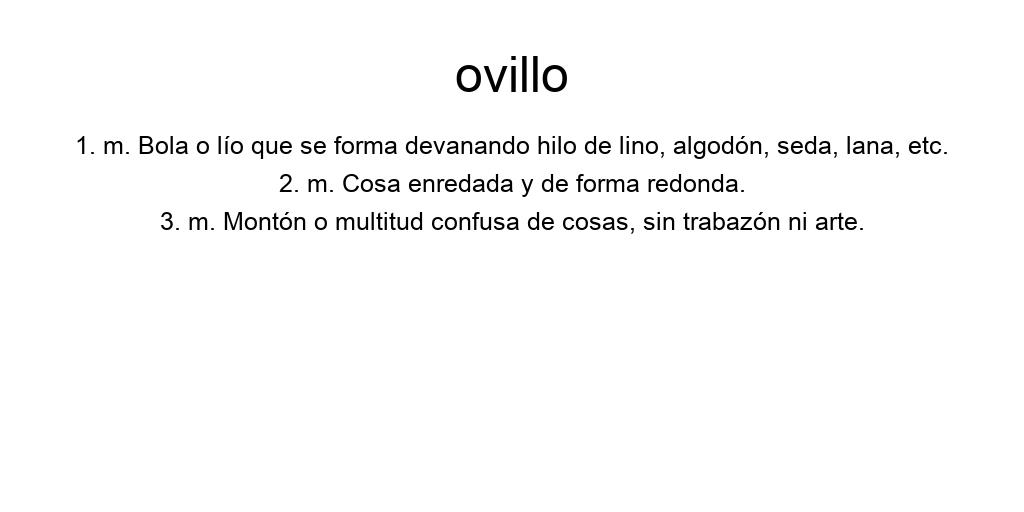 ovillo
1. m. Bola o lío que se forma devanando hilo de lino, algodón, seda, lana, etc.
2. m. Cosa enredada y de forma redonda.
3. m. Montón o multitud confusa de cosas, sin trabazón ni arte.